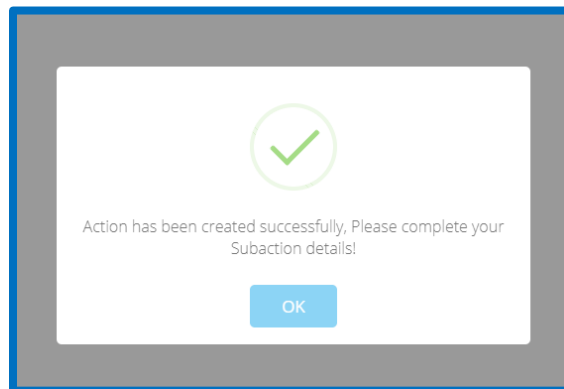 Action has been created successfully, Please complete your
Subaction details!
OK